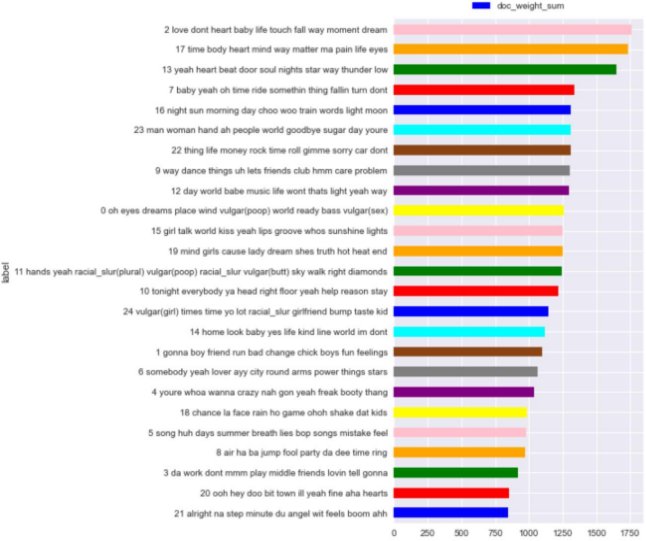 doc_weight_sum
2 love dont heart baby life touch fall way moment dream
17 time body heart mind way matter ma pain life eyes
13 yeah heart beat door soul nights star way thunder low
7 baby yeah oh time ride somethin thing fallin turn dont
16 night sun morning day choo woo train words light moon
23 man woman hand ah people world goodbye sugar day youre
22 thing life money rock time roll gimme sorry car dont
9 way dance things uh lets friends club hmm care problem
12 day world babe music life wont thats light yeah way
0 oh eyes dreams place wind vulgar(poop) world ready bass vulgar(sex)
15 girl talk world kiss yeah lips groove whos sunshine lights
19 mind girls cause lady dream shes truth hot heat end
11 hands yeah racial_slur(plural) vulgar(poop) racial_slur vulgar(butt) sky walk right diamonds
10 tonight everybody ya head right floor yeah help reason stay
24 vulgar(girl) times time yo lot racial_slur girlfriend bump taste kid
14 home look baby yes life kind line world im dont
1 gonna boy friend run bad change chick boys fun feelings
6 somebody yeah lover ayy city round arms power things stars
4 youre whoa wanna crazy nah gon yeah freak booty thang
18 chance la face rain ho game ohoh shake dat kids
5 song huh days summer breath lies bop songs mistake feel
8 air ha ba jump fool party da dee time ring
3 da work dont mmm play middle friends lovin tell gonna
20 ooh hey doo bit town ill yeah fine aha hearts
21 alright na step minute du angel wit feels boom ahh
label
0 250 500 750 1000 1250 1500 1750